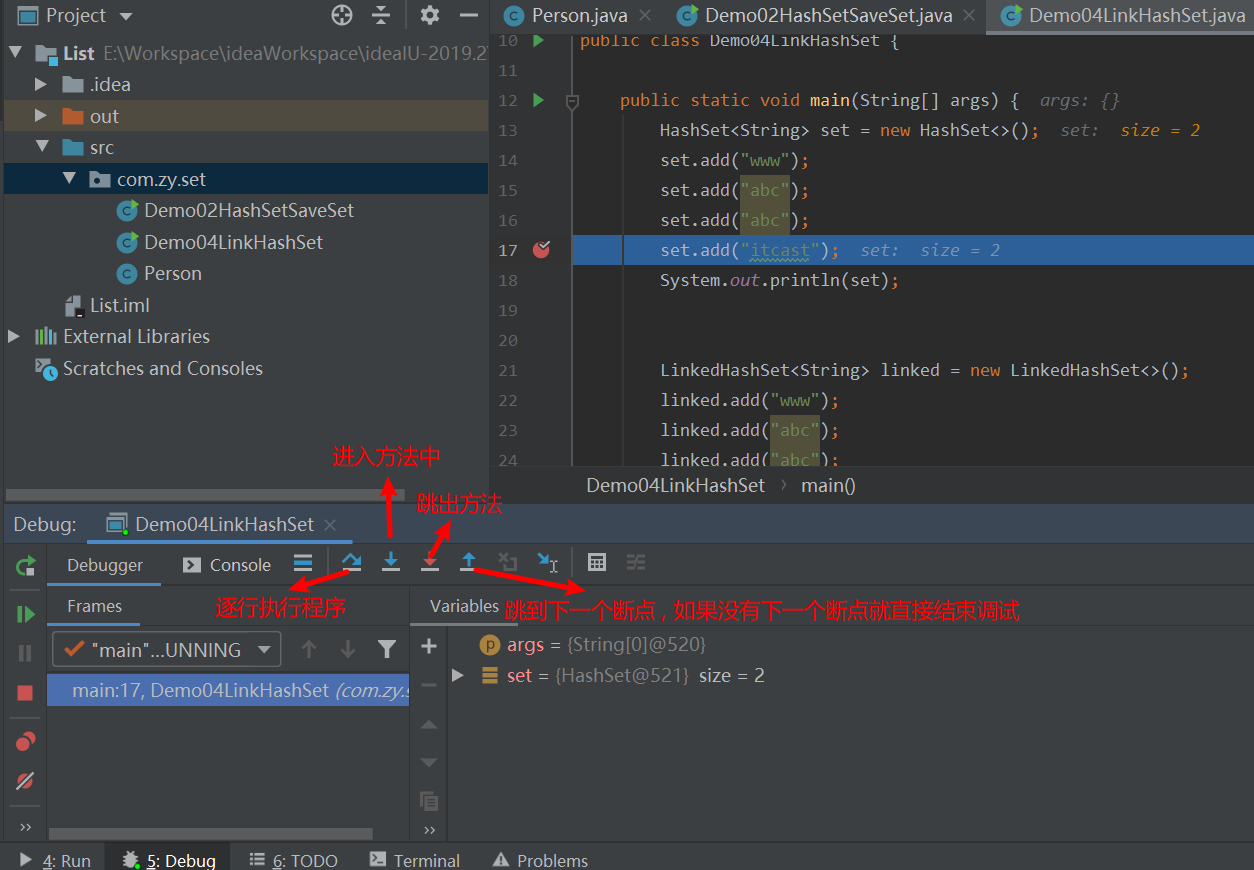 Project
Person.java
Demo02HashSetSaveSet.java
Demo04LinkHashSet.java
List E:\Workspace\ideaWorkspace\idealU-2019.2
.idea
out
src
com.zy.set
Demo02HashSetSaveSet
Demo04LinkHashSet
Person
List.iml
External Libraries
Scratches and Consoles
10 public class Demo04LinkHashSet {
11
12 public static void main(String[] args) { args: {}
13 HashSet<String> set = new HashSet<>(); set: size = 2
14 set.add("www");
15 set.add("abc");
16 set.add("abc");
17 set.add("itcast"); set: size = 2
18 System.out.println(set);
19
20
21 LinkedHashSet<String> linked = new LinkedHashSet<>();
22 linked.add("www");
23 linked.add("abc");
24 linked.add("abc");
Demo04LinkHashSet › main()
进入方法中
跳出方法
Debug: Demo04LinkHashSet
Debugger Console
逐行执行程序
跳到下一个断点，如果没有下一个断点就直接结束调试
Frames
Variables
"main"...UNNING
main:17, Demo04LinkHashSet (com.zy.s
args = {String[0]@520}
set = {HashSet@521} size = 2
4: Run 5: Debug 6: TODO Terminal Problems